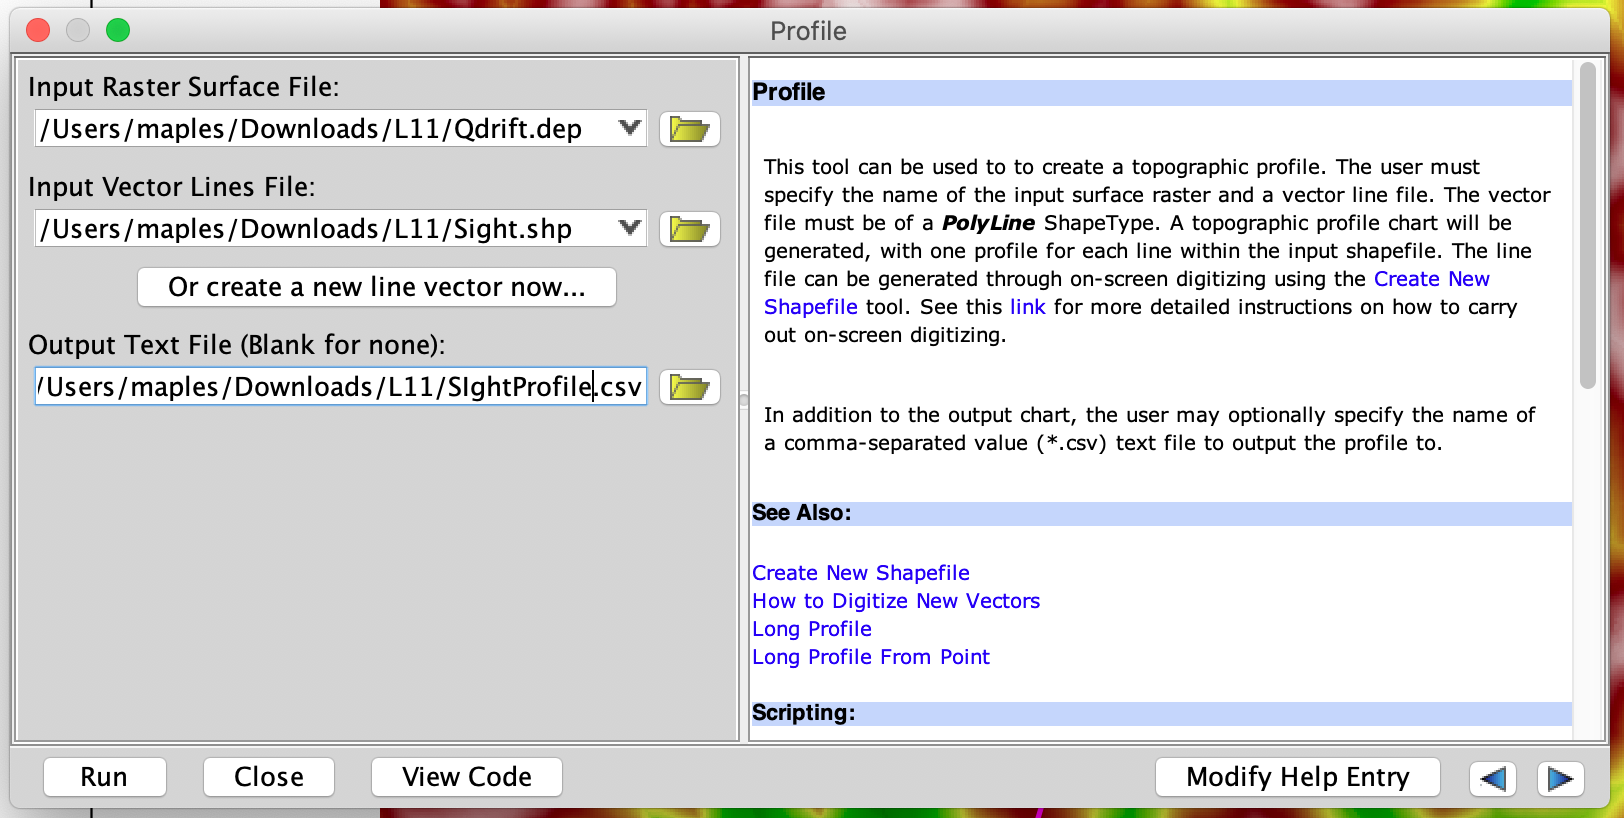 Profile
Input Raster Surface File:
/Users/maples/Downloads/L11/Qdrift.dep
Input Vector Lines File:
/Users/maples/Downloads/L11/Sight.shp
Or create a new line vector now...
Output Text File (Blank for none):
/Users/maples/Downloads/L11/SIghtProfile.csv
Profile
This tool can be used to to create a topographic profile. The user must
specify the name of the input surface raster and a vector line file. The vector
file must be of a PolyLine ShapeType. A topographic profile chart will be
generated, with one profile for each line within the input shapefile. The line
file can be generated through on-screen digitizing using the Create New
Shapefile tool. See this link for more detailed instructions on how to carry
out on-screen digitizing.
In addition to the output chart, the user may optionally specify the name of
a comma-separated value (*.csv) text file to output the profile to.
See Also:
Create New Shapefile
How to Digitize New Vectors
Long Profile
Long Profile From Point
Scripting:
Run
Close
View Code
Modify Help Entry